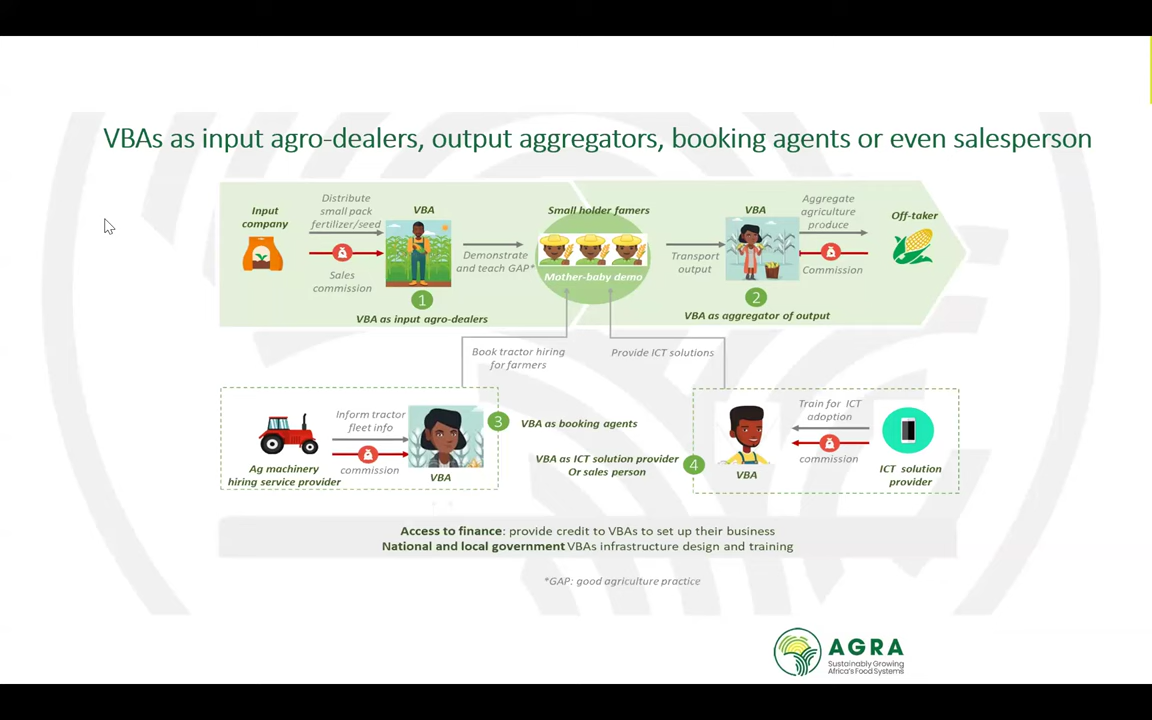 VBAs as input agro-dealers, output aggregators, booking agents or even salesperson
Input
company
Distribute
small pack
fertilizer/seed
Sales
commission
VBA
1
VBA as input agro-dealers
Demonstrate
and teach GAP*
Small holder famers
Mother-baby demo
Transport
output
VBA
2
VBA as aggregator of output
Aggregate
agriculture
produce
Commission
Off-taker
Book tractor hiring
for farmers
Provide ICT solutions
Inform tractor
fleet info
commission
Ag machinery
hiring service provider
VBA
3
VBA as booking agents
VBA as ICT solution provider
Or sales person
4
VBA
Train for ICT
adoption
commission
ICT solution
provider
Access to finance: provide credit to VBAs to set up their business
National and local government VBAs infrastructure design and training
*GAP: good agriculture practice
AGRA
Sustainably Growing
Africa's Food Systems